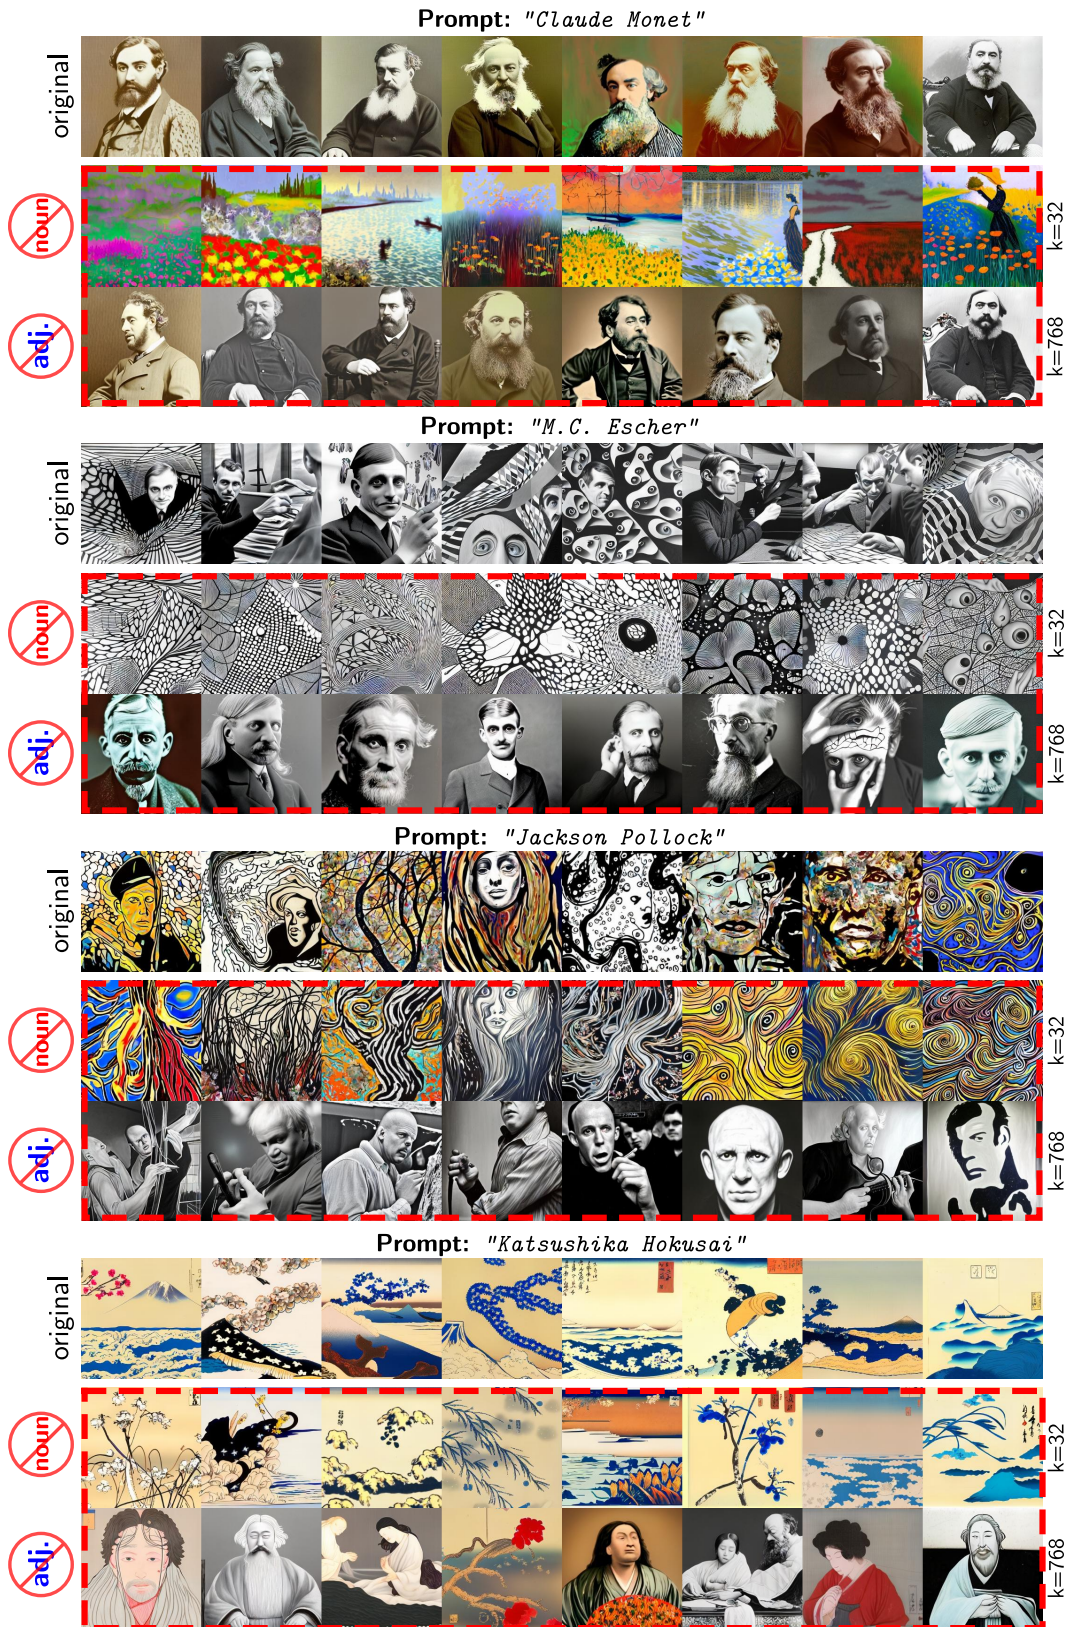 Prompt: "Claude Monet"
original
noun
k=32
adj.
k=768
Prompt: "M.C. Escher"
original
noun
k=32
adj.
k=768
Prompt: "Jackson Pollock"
original
noun
k=32
adj.
k=768
Prompt: "Katsushika Hokusai"
original
noun
k=32
adj.
k=768